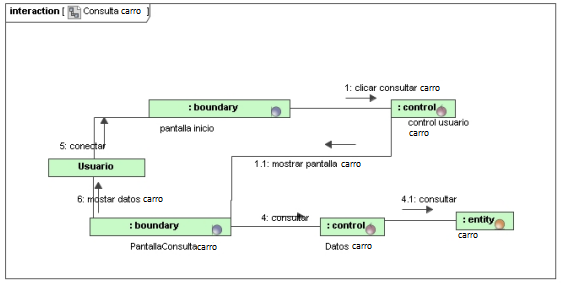 interaction [ Consulta carro ]
1: clicar consultar carro
: boundary
: control
pantalla inicio
control usuario
carro
5: conectar
1.1: mostrar pantalla carro
Usuario
6: mostar datos carro
4.1: consultar
4: consultar
: boundary
: control
: entity
PantallaConsultacarro
Datos carro
carro